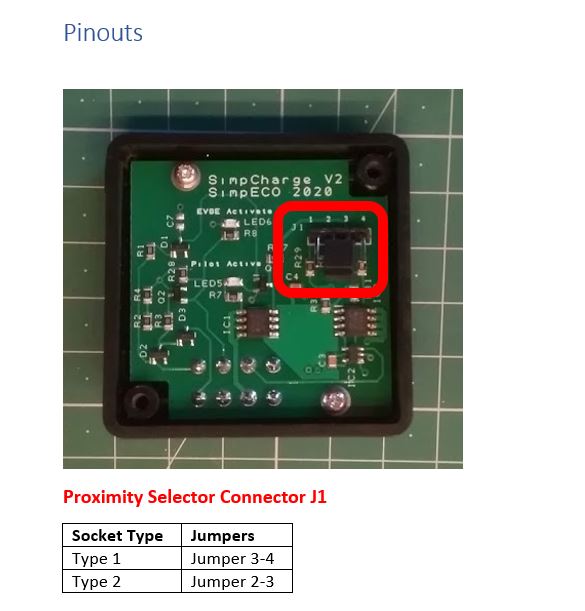 Pinouts
SimpCharge V2
SimpECO 2020
EVSE Activate
LED6
R8
J1
1 2 3 4
C7
D1
R1
R28
R29
Pilot Active
C4
LED5
R7
R4
Q2
R2
R3
D3
IC1
D2
C3
IC2
Proximity Selector Connector J1
Socket Type Jumpers
Type 1 Jumper 3-4
Type 2 Jumper 2-3